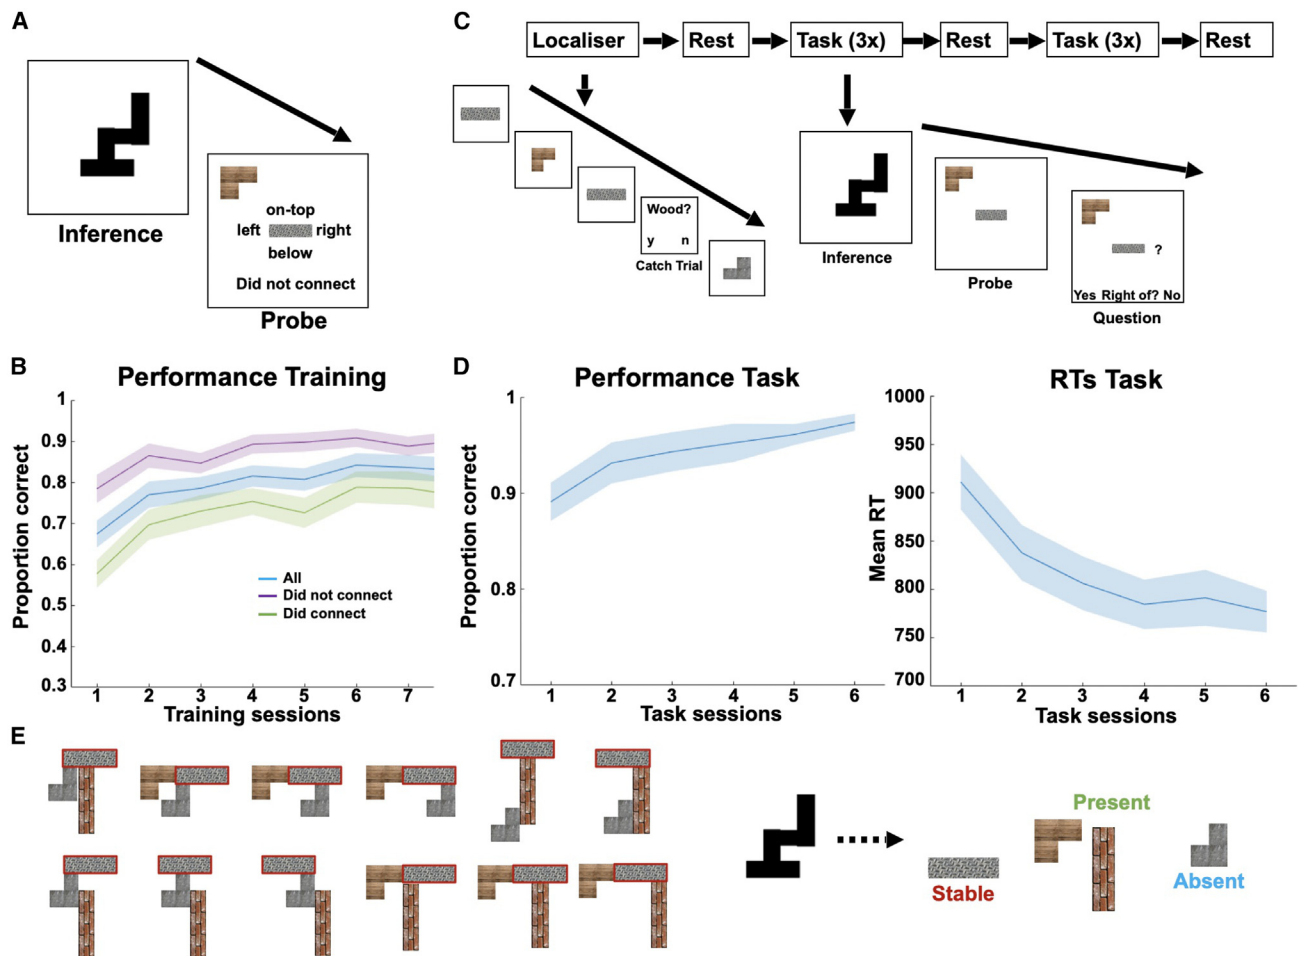 A
Inference
on-top
left right
below
Did not connect
Probe
C
Localiser Rest Task (3x) Rest Task (3x) Rest
Wood?
y n
Catch Trial
Inference
Probe
?
Yes Right of? No
Question
B
Performance Training
Proportion correct
1
0.9
0.8
0.7
0.6
0.5
0.4
0.3
All
Did not connect
Did connect
1 2 3 4 5 6 7
Training sessions
D
Performance Task
Proportion correct
1
0.9
0.8
0.7
1 2 3 4 5 6
Task sessions
RTs Task
Mean RT
1000
950
900
850
800
750
700
1 2 3 4 5 6
Task sessions
E
Present
Stable
Absent